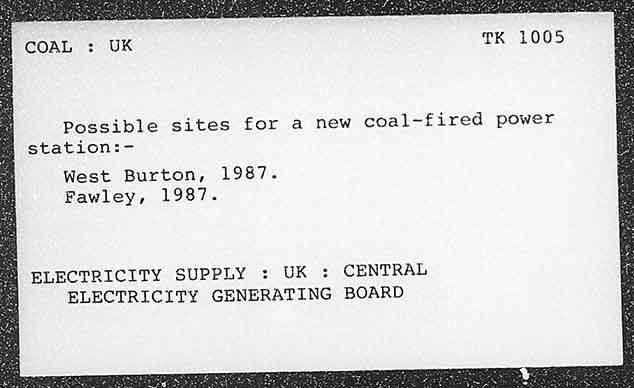 COAL : UK TK 1005
Possible sites for a new coal-fired power
station:-
West Burton, 1987.
Fawley, 1987.
ELECTRICITY SUPPLY : UK : CENTRAL
ELECTRICITY GENERATING BOARD